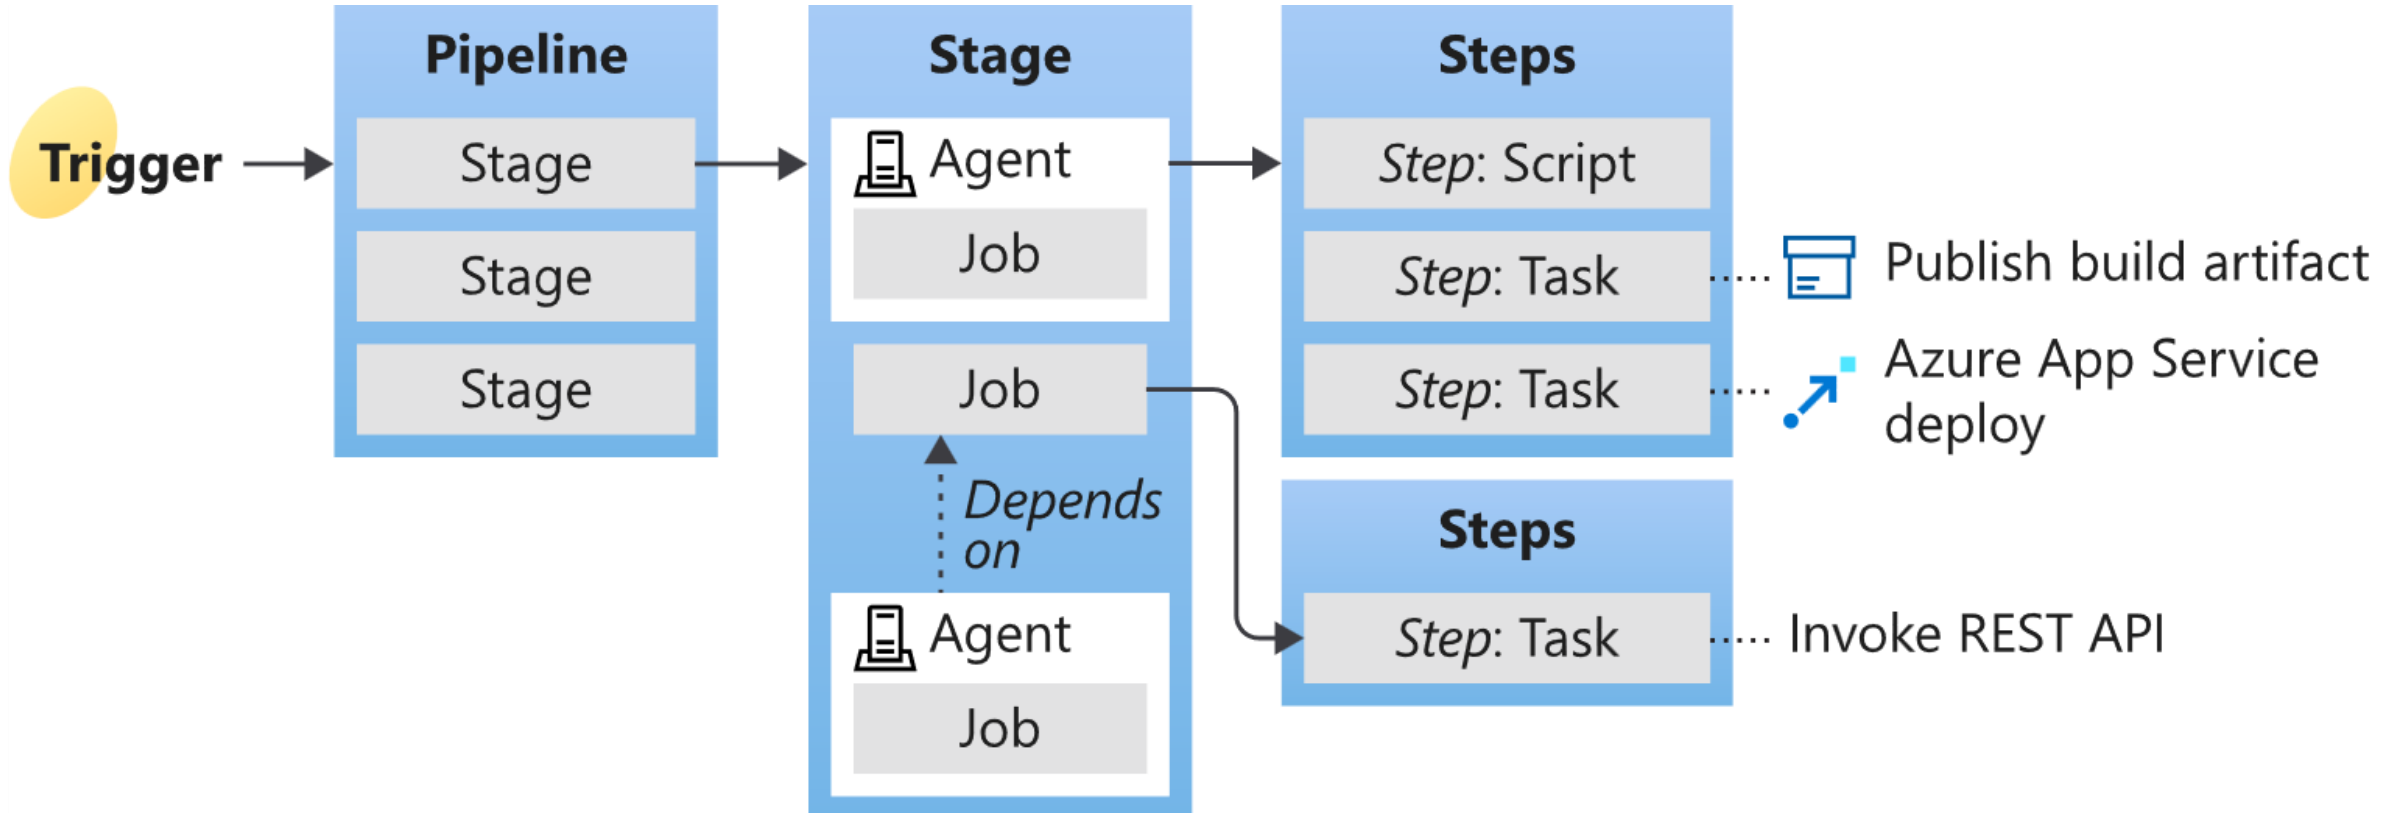 Trigger
Pipeline
Stage
Stage
Stage
Stage
Agent
Job
Job
Depends
on
Agent
Job
Steps
Step: Script
Step: Task
Step: Task
Publish build artifact
Azure App Service
deploy
Steps
Step: Task
Invoke REST API